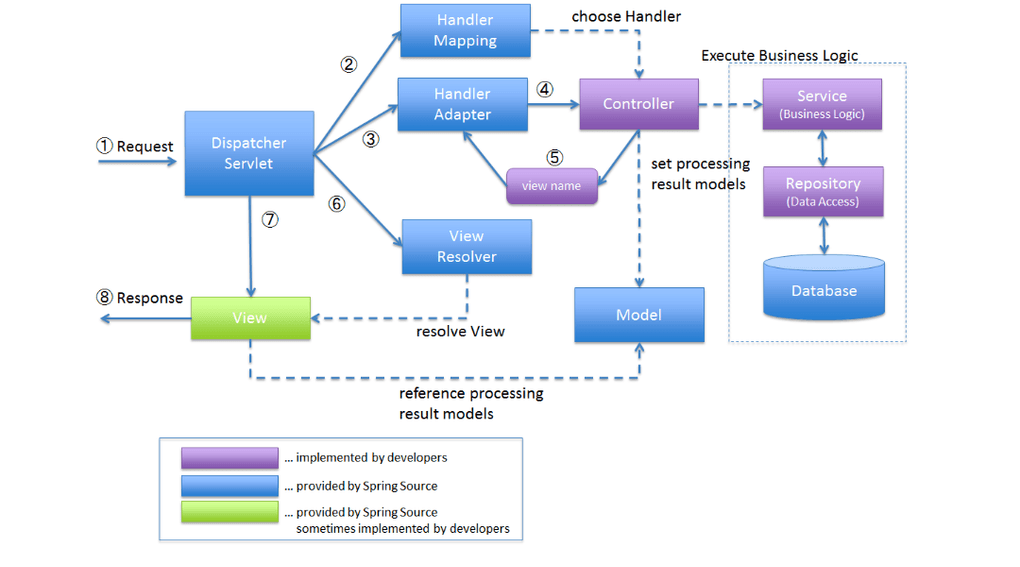 Handler
Mapping
choose Handler
②
Execute Business Logic
Handler
Adapter
④
Controller
Service
(Business Logic)
① Request
Dispatcher
Servlet
③
⑤
view name
set processing
result models
Repository
(Data Access)
⑥
⑦
View
Resolver
Database
⑧ Response
View
resolve View
Model
reference processing
result models
... implemented by developers
... provided by Spring Source
... provided by Spring Source
sometimes implemented by developers